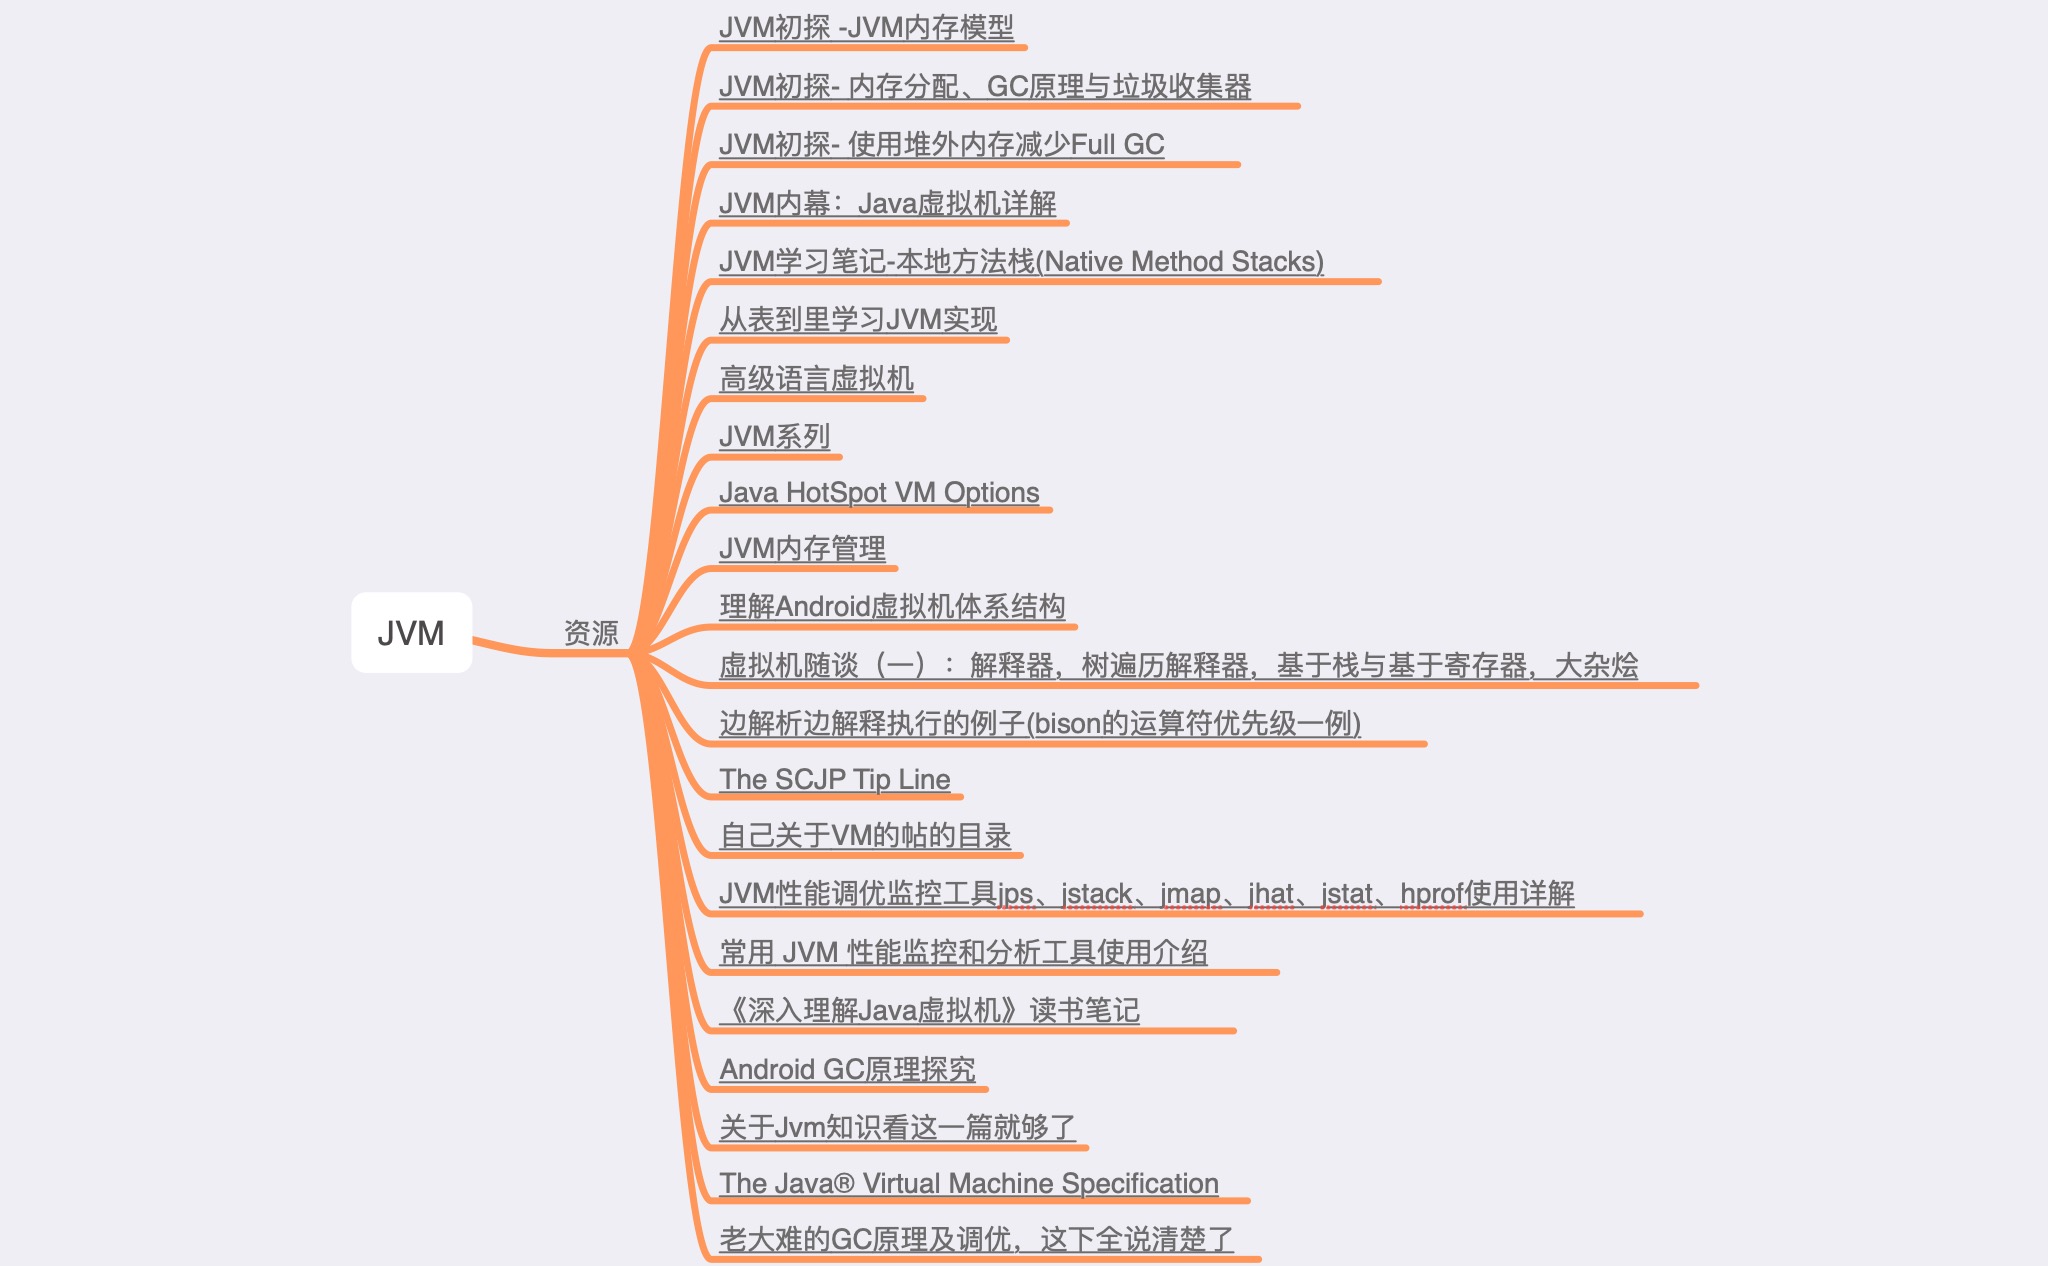 JVM初探 -JVM内存模型
JVM初探- 内存分配、GC原理与垃圾收集器
JVM初探- 使用堆外内存减少Full GC
JVM内幕：Java虚拟机详解
JVM学习笔记-本地方法栈(Native Method Stacks)
从表到里学习JVM实现
高级语言虚拟机
JVM系列
Java HotSpot VM Options
JVM内存管理
理解Android虚拟机体系结构
JVM
资源
虚拟机随谈（一）：解释器，树遍历解释器，基于栈与基于寄存器，大杂烩
边解析边解释执行的例子(bison的运算符优先级一例)
The SCJP Tip Line
自己关于VM的帖的目录
JVM性能调优监控工具jps、jstack、jmap、jhat、jstat、hprof使用详解
常用 JVM 性能监控和分析工具使用介绍
《深入理解Java虚拟机》读书笔记
Android GC原理探究
关于Jvm知识看这一篇就够了
The Java® Virtual Machine Specification
老大难的GC原理及调优，这下全说清楚了